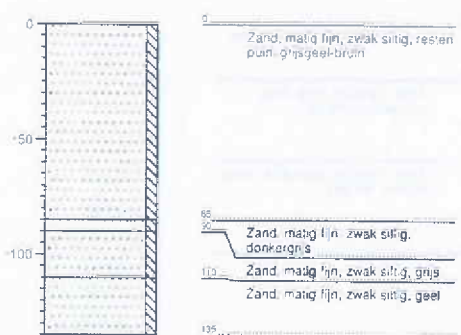 0
0
Zand, matig fijn, zwak siltig, resten
puin, grijsgeel-bruin
-50
85
90
Zand, matig fijn, zwak siltig,
donkergrijs
-100
110
Zand, matig fijn, zwak siltig, grijs
Zand, matig fijn, zwak siltig, geel
135